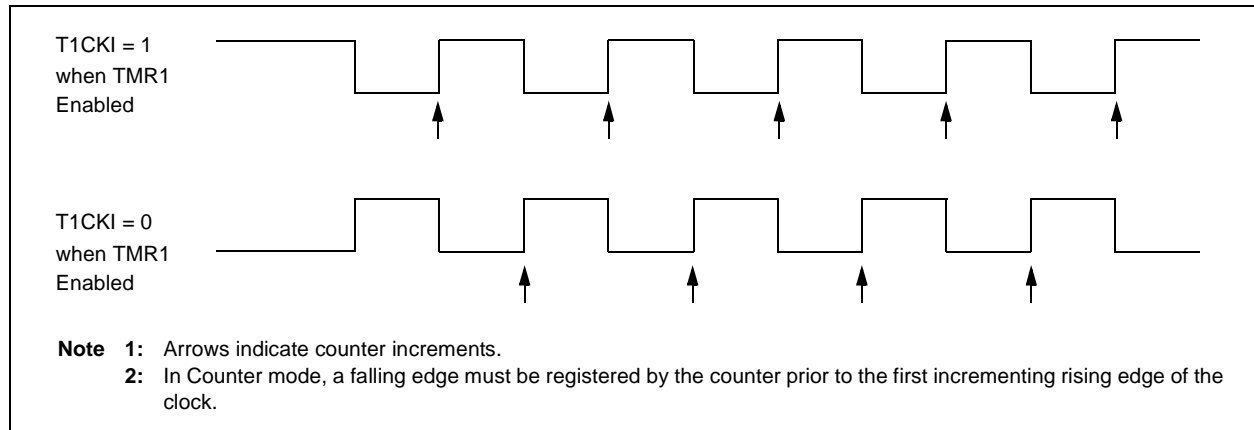 T1CKI = 1
when TMR1
Enabled
T1CKI = 0
when TMR1
Enabled
Note 1: Arrows indicate counter increments.
2: In Counter mode, a falling edge must be registered by the counter prior to the first incrementing rising edge of the
clock.